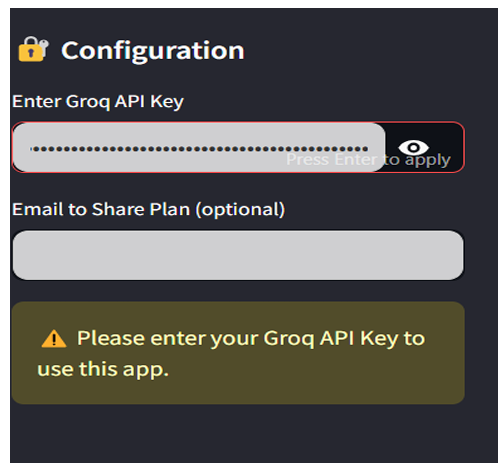 🔐 Configuration
Enter Groq API Key
••••••••••••••••••••••••••••••••••••••••••••••••••••••••
Press Enter to apply
Email to Share Plan (optional)
⚠️ Please enter your Groq API Key to
use this app.